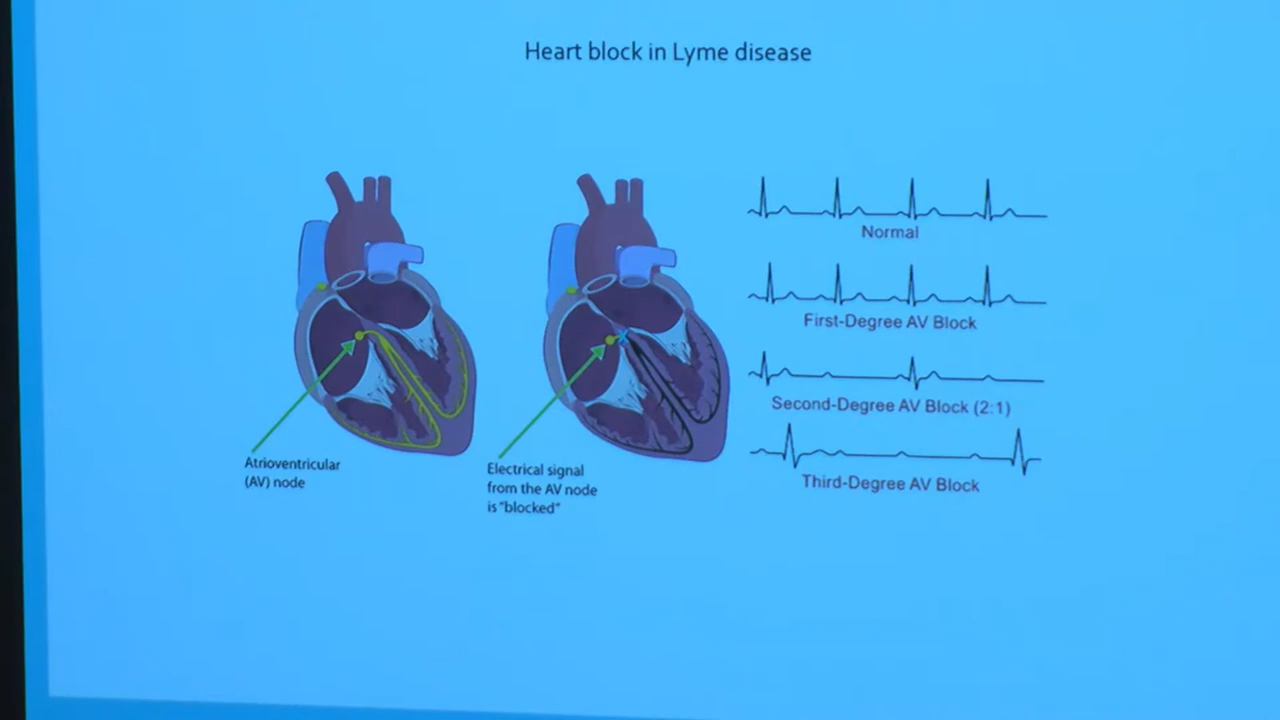 Heart block in Lyme disease
Atrioventricular
(AV) node
Electrical signal
from the AV node
is "blocked"
Normal
First-Degree AV Block
Second-Degree AV Block (2:1)
Third-Degree AV Block